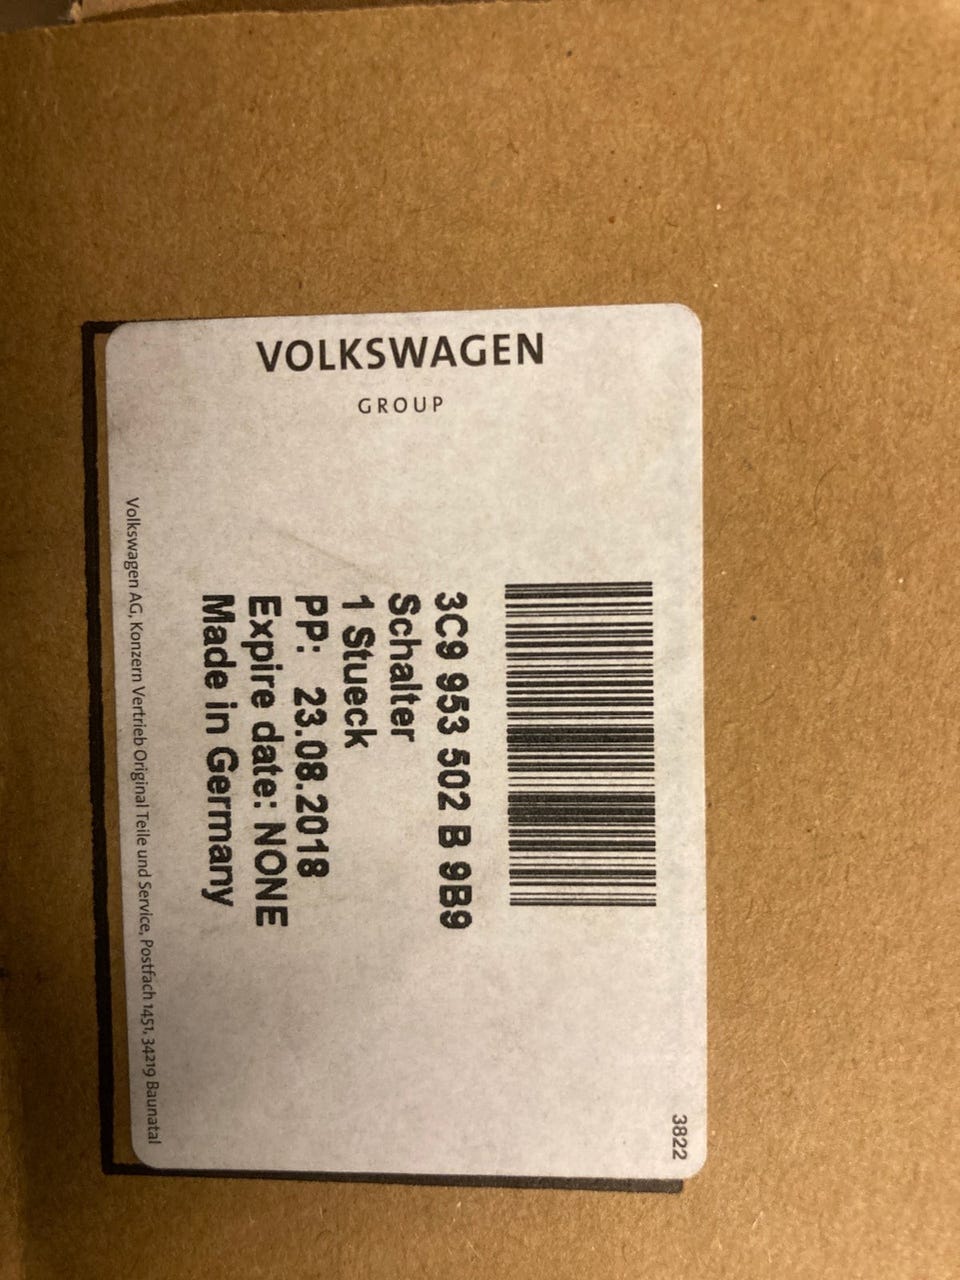 VOLKSWAGEN
GROUP
3C9 953 502 B 9B9
Schalter
1 Stueck
PP: 23.08.2018
Expire date: NONE
Made in Germany
Volkswagen AG, Konzern Vertrieb Original Teile und Service, Postfach 1451, 34219 Baunatal
3822